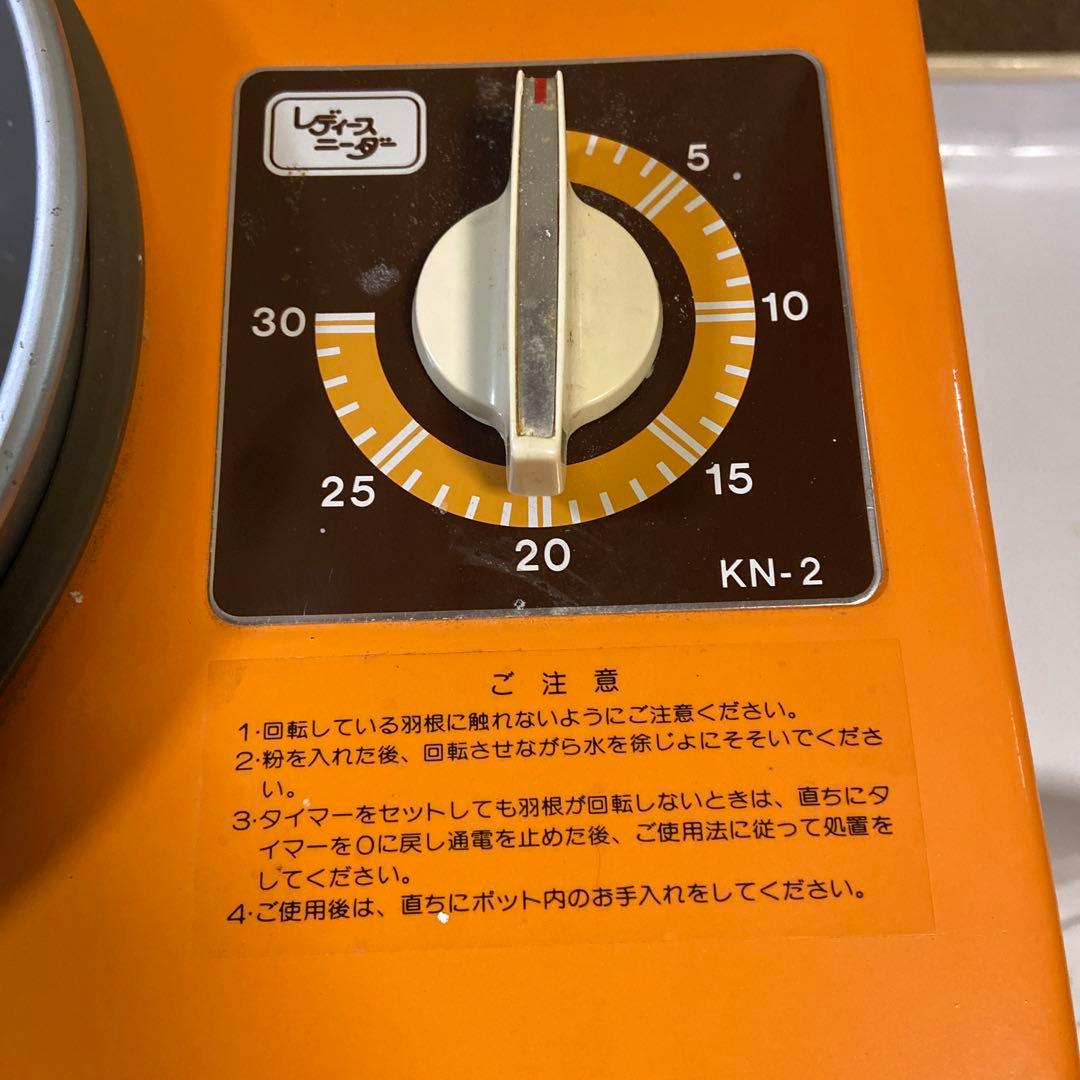 レディース
ニーダー
5
10
15
20
25
30
KN-2
ご注意
1・回転している羽根に触れないようにご注意ください。
2・粉を入れた後、回転させながら水を徐じよにそそいでくださ
い。
3・タイマーをセットしても羽根が回転しないときは、直ちにタ
イマーを0に戻し通電を止めた後、ご使用法に従って処置を
してください。
4・ご使用後は、直ちにポット内のお手入れをしてください。